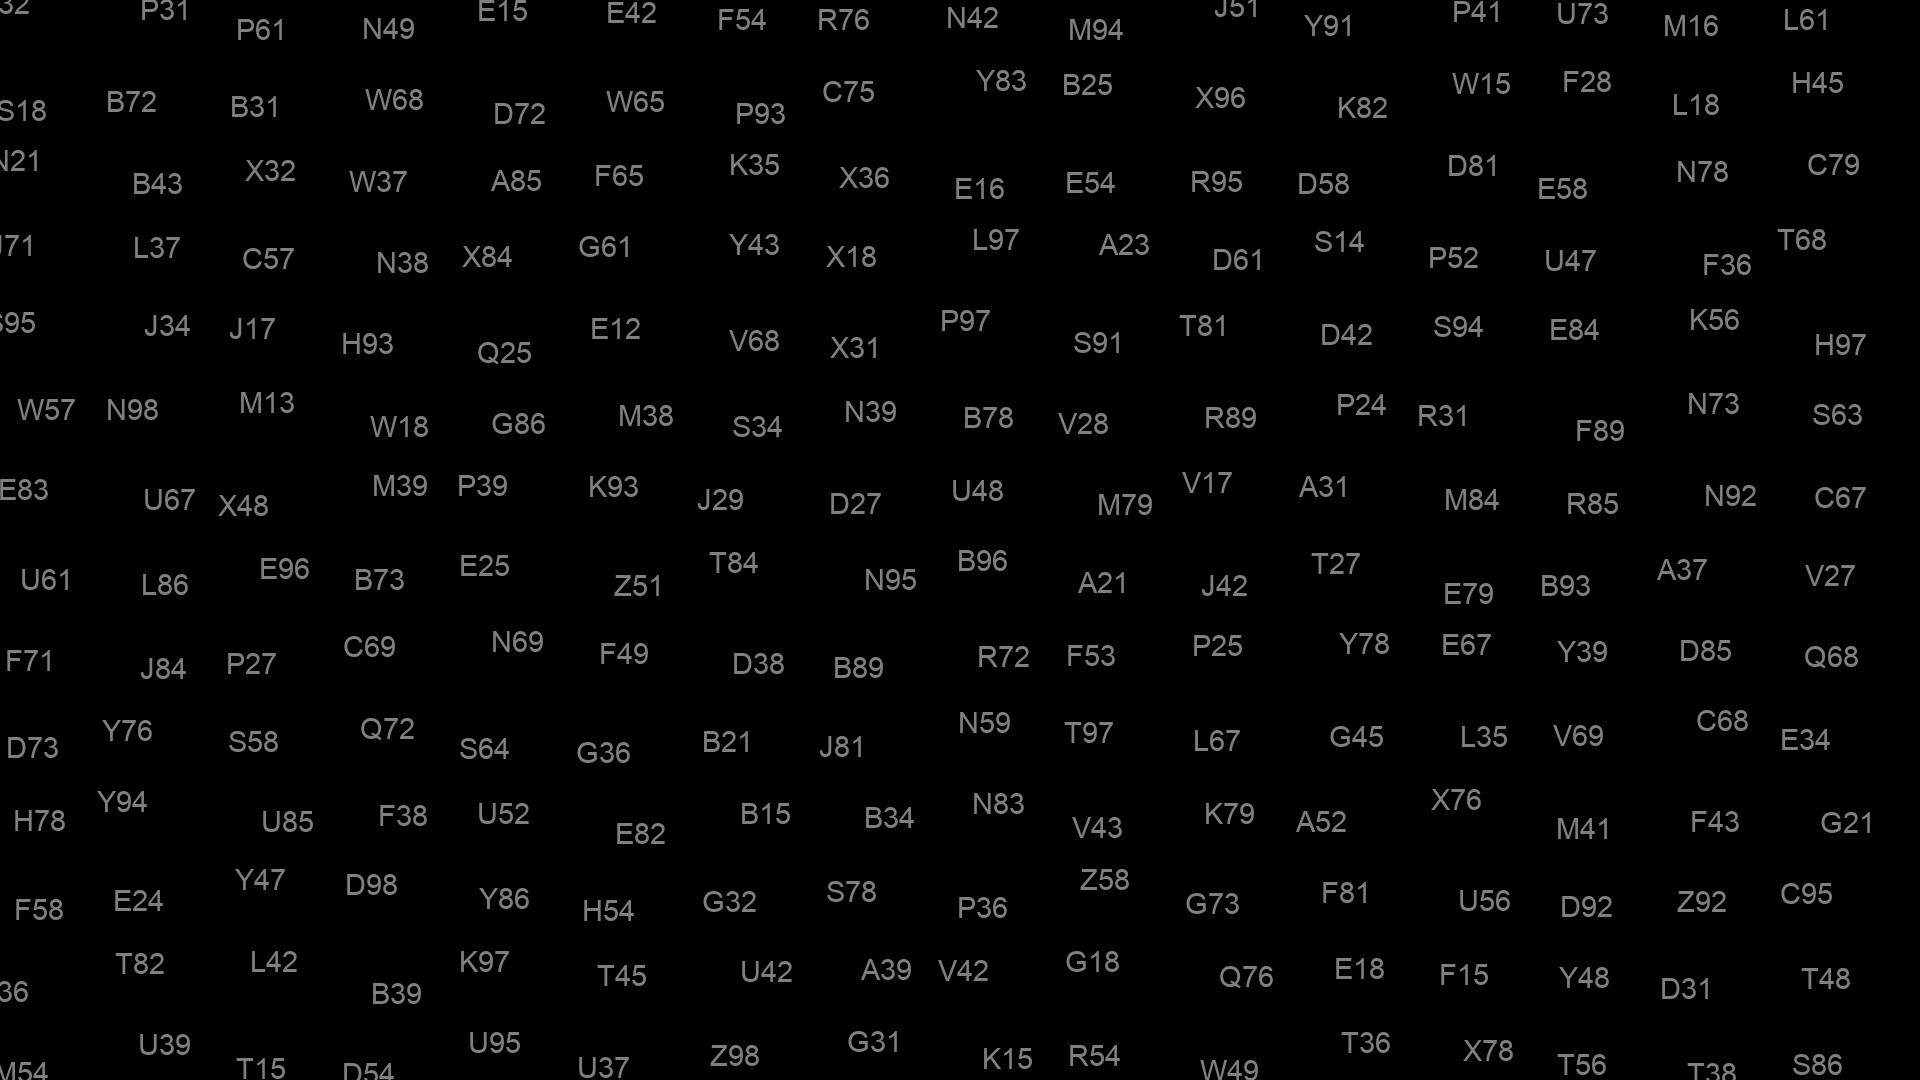 32 P31 P61 N49 E15 E42 F54 R76 N42 M94 J51 Y91 P41 U73 M16 L61
S18 B72 B31 W68 D72 W65 P93 C75 Y83 B25 X96 K82 W15 F28 L18 H45
N21 B43 X32 W37 A85 F65 K35 X36 E16 E54 R95 D58 D81 E58 N78 C79
71 L37 C57 N38 X84 G61 Y43 X18 L97 A23 D61 S14 P52 U47 F36 T68
S95 J34 J17 H93 Q25 E12 V68 X31 P97 S91 T81 D42 S94 E84 K56 H97
W57 N98 M13 W18 G86 M38 S34 N39 B78 V28 R89 P24 R31 F89 N73 S63
E83 U67 X48 M39 P39 K93 J29 D27 U48 M79 V17 A31 M84 R85 N92 C67
U61 L86 E96 B73 E25 Z51 T84 N95 B96 A21 J42 T27 E79 B93 A37 V27
F71 J84 P27 C69 N69 F49 D38 B89 R72 F53 P25 Y78 E67 Y39 D85 Q68
D73 Y76 S58 Q72 S64 G36 B21 J81 N59 T97 L67 G45 L35 V69 C68 E34
H78 Y94 U85 F38 U52 E82 B15 B34 N83 V43 K79 A52 X76 M41 F43 G21
F58 E24 Y47 D98 Y86 H54 G32 S78 P36 Z58 G73 F81 U56 D92 Z92 C95
36 T82 L42 B39 K97 T45 U42 A39 V42 G18 Q76 E18 F15 Y48 D31 T48
M54 U39 T15 D54 U95 U37 Z98 G31 K15 R54 W49 T36 X78 T56 T38 S86